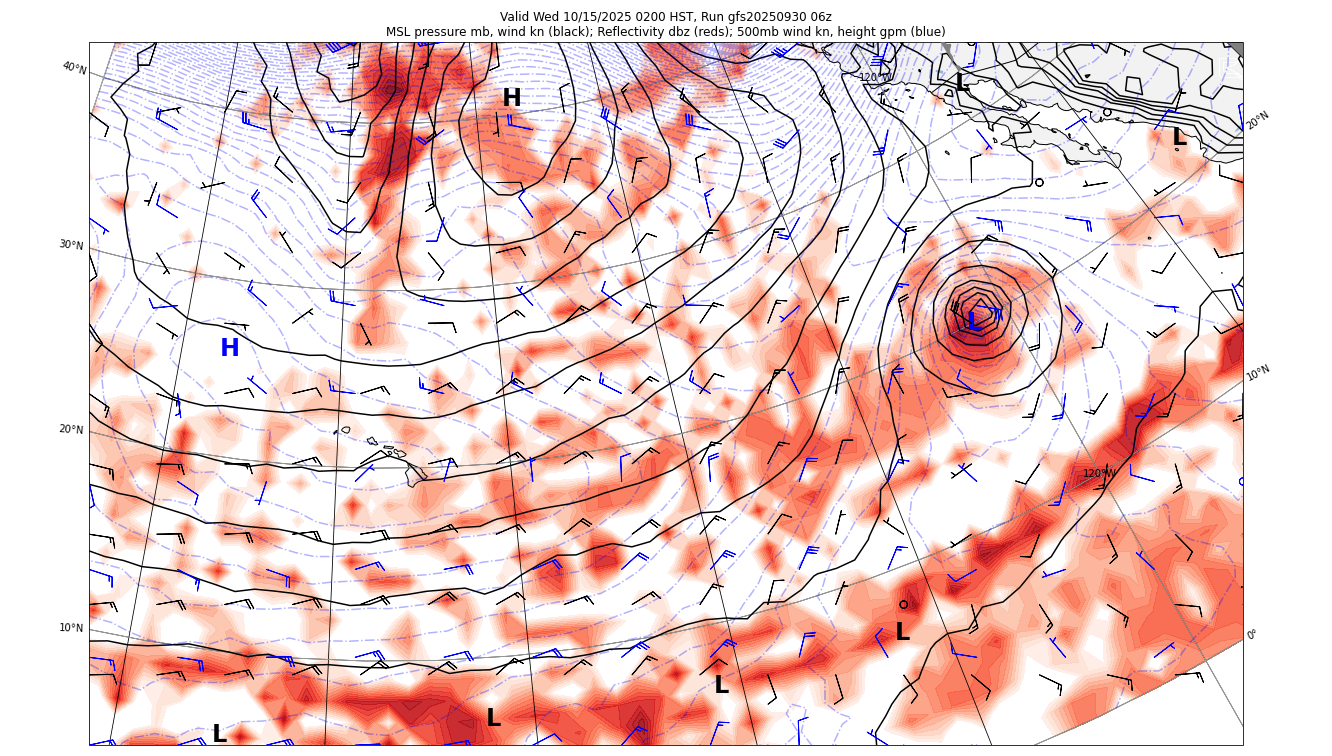 Valid Wed 10/15/2025 0200 HST, Run gfs20250930 06z
MSL pressure mb, wind kn (black); Reflectivity dbz (reds); 500mb wind kn, height gpm (blue)
40°N
120°W
L
H
20°N
L
30°N
L
H
10°N
20°N
120°W
10°N
L
0°
L
L
L